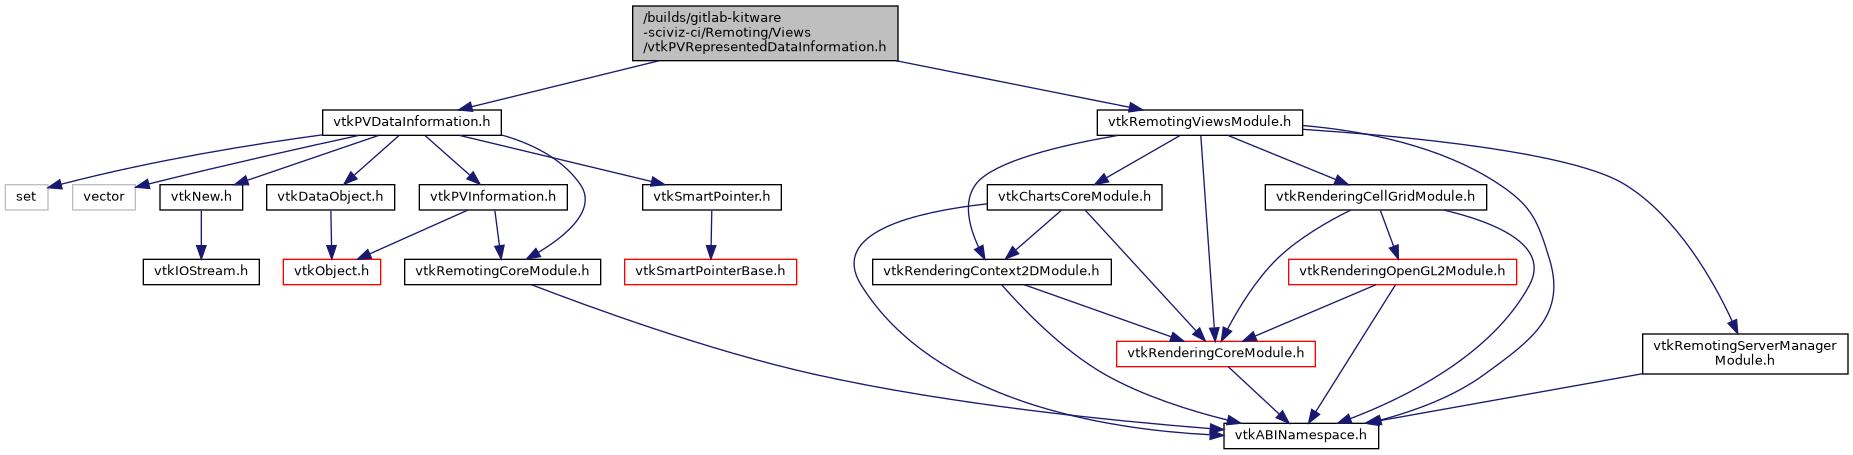 /builds/gitlab-kitware
-sciviz-ci/Remoting/Views
/vtkPVRepresentedDataInformation.h
vtkPVDataInformation.h
vtkRemotingViewsModule.h
set
vector
vtkNew.h
vtkDataObject.h
vtkPVInformation.h
vtkSmartPointer.h
vtkChartsCoreModule.h
vtkRenderingCellGridModule.h
vtkIOStream.h
vtkObject.h
vtkRemotingCoreModule.h
vtkSmartPointerBase.h
vtkRenderingContext2DModule.h
vtkRenderingOpenGL2Module.h
vtkRenderingCoreModule.h
vtkRemotingServerManager
Module.h
vtkABINamespace.h